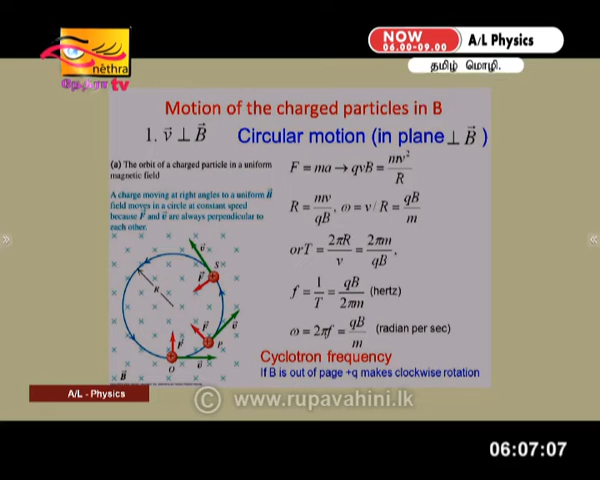 NOW
06.00-09.00
A/L Physics
தமிழ் மொழி.
nēthra
tv
Motion of the charged particles in B
1. v⃗ ⊥ B⃗ Circular motion (in plane ⊥ B⃗ )
(a) The orbit of a charged particle in a uniform
magnetic field
A charge moving at right angles to a uniform B⃗
field moves in a circle at constant speed
because F⃗ and v⃗ are always perpendicular to
each other.
F = ma → qvB = mv²/R
R = mv/qB, ω = v/R = qB/m
orT = 2πR/v = 2πm/qB,
f = 1/T = qB/2πm (hertz)
ω = 2πf = qB/m (radian per sec)
Cyclotron frequency
If B is out of page +q makes clockwise rotation
v⃗
S
F⃗
R
F⃗
v⃗
P
F⃗
O
v⃗
B⃗
A/L - Physics
© www.rupavahini.lk
06:07:07